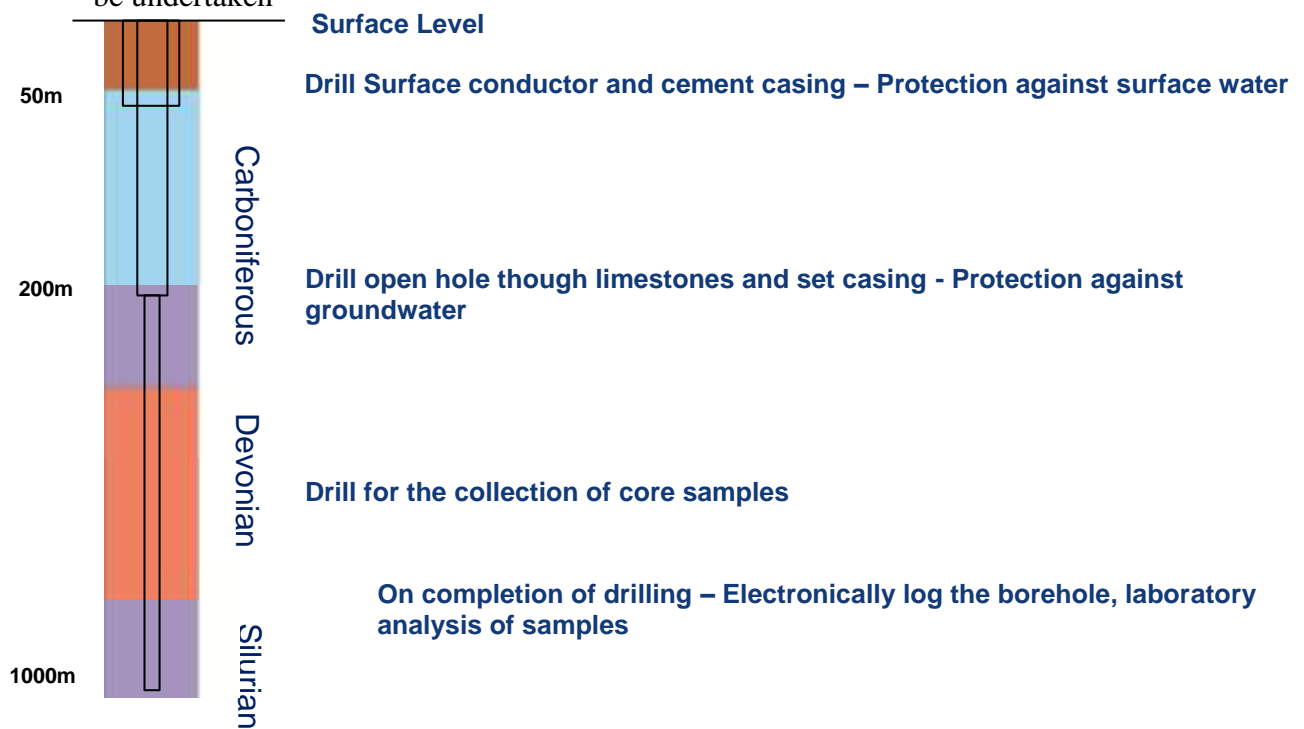 be undertaken
Surface Level
Drill Surface conductor and cement casing – Protection against surface water
50m
Carboniferous
Drill open hole though limestones and set casing - Protection against
groundwater
200m
Devonian
Drill for the collection of core samples
On completion of drilling – Electronically log the borehole, laboratory
analysis of samples
Silurian
1000m